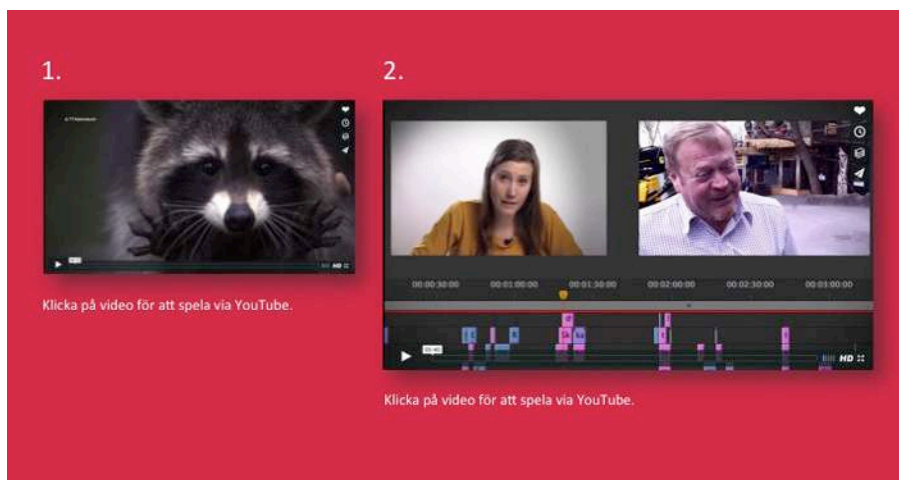 1.
2.
HD
Klicka på video för att spela via YouTube.
00:00:30:00 00:01:00:00 00:01:30:00 00:02:00:00 00:02:30:00 00:03:00:00
HD
Klicka på video för att spela via YouTube.